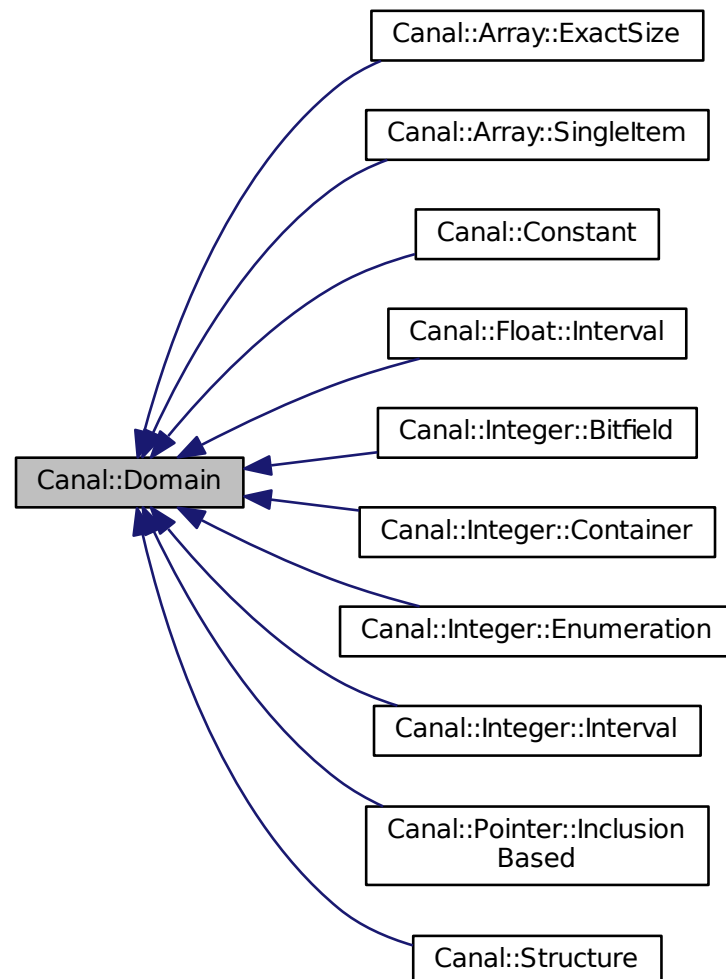 Canal::Array::ExactSize
Canal::Array::SingleItem
Canal::Constant
Canal::Float::Interval
Canal::Integer::Bitfield
Canal::Domain
Canal::Integer::Container
Canal::Integer::Enumeration
Canal::Integer::Interval
Canal::Pointer::Inclusion
Based
Canal::Structure